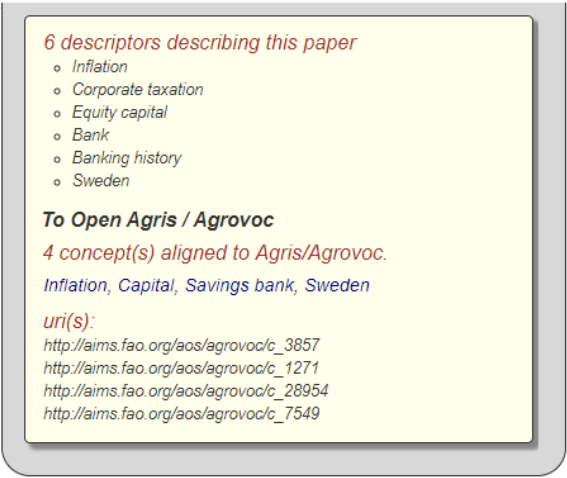 6 descriptors describing this paper
Inflation
Corporate taxation
Equity capital
Bank
Banking history
Sweden
To Open Agris / Agrovoc
4 concept(s) aligned to Agris/Agrovoc.
Inflation, Capital, Savings bank, Sweden
uri(s):
http://aims.fao.org/aos/agrovoc/c_3857
http://aims.fao.org/aos/agrovoc/c_1271
http://aims.fao.org/aos/agrovoc/c_28954
http://aims.fao.org/aos/agrovoc/c_7549